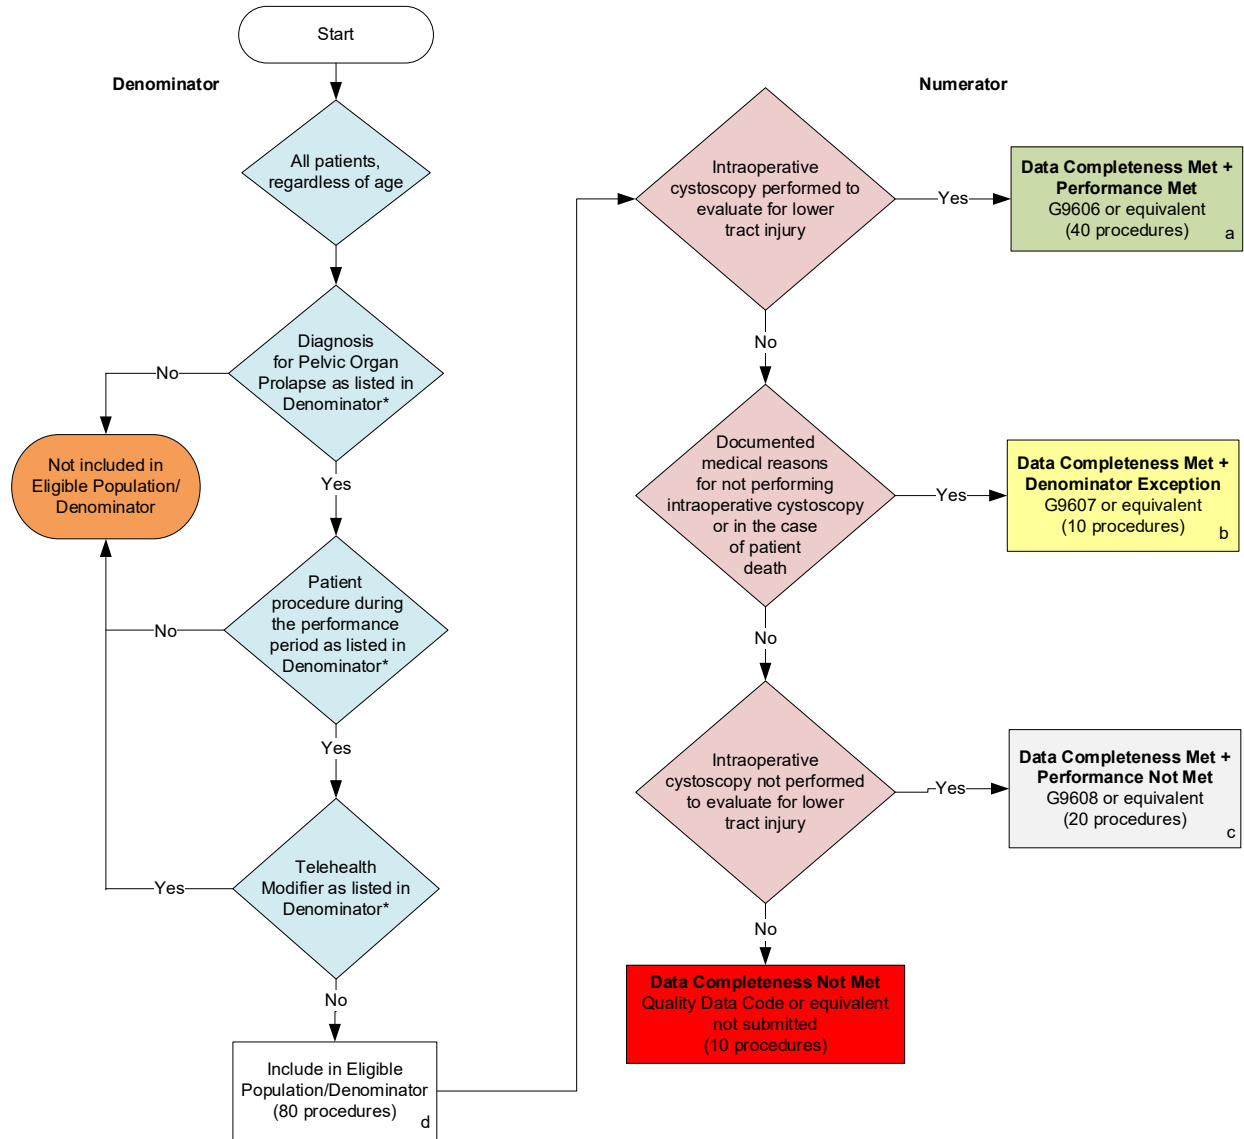 Start
Denominator
All patients,
regardless of age
Diagnosis
for Pelvic Organ
Prolapse as listed in
Denominator*
No
Not included in
Eligible Population/
Denominator
Yes
Patient
procedure during
the performance
period as listed in
Denominator*
No
Yes
Telehealth
Modifier as listed in
Denominator*
Yes
No
Include in Eligible
Population/Denominator
(80 procedures)
d
Numerator
Intraoperative
cystoscopy performed to
evaluate for lower
tract injury
Yes
Data Completeness Met +
Performance Met
G9606 or equivalent
(40 procedures)
a
No
Documented
medical reasons
for not performing
intraoperative cystoscopy
or in the case
of patient
death
Yes
Data Completeness Met +
Denominator Exception
G9607 or equivalent
(10 procedures)
b
No
Intraoperative
cystoscopy not performed
to evaluate for lower
tract injury
Yes
Data Completeness Met +
Performance Not Met
G9608 or equivalent
(20 procedures)
c
No
Data Completeness Not Met
Quality Data Code or equivalent
not submitted
(10 procedures)